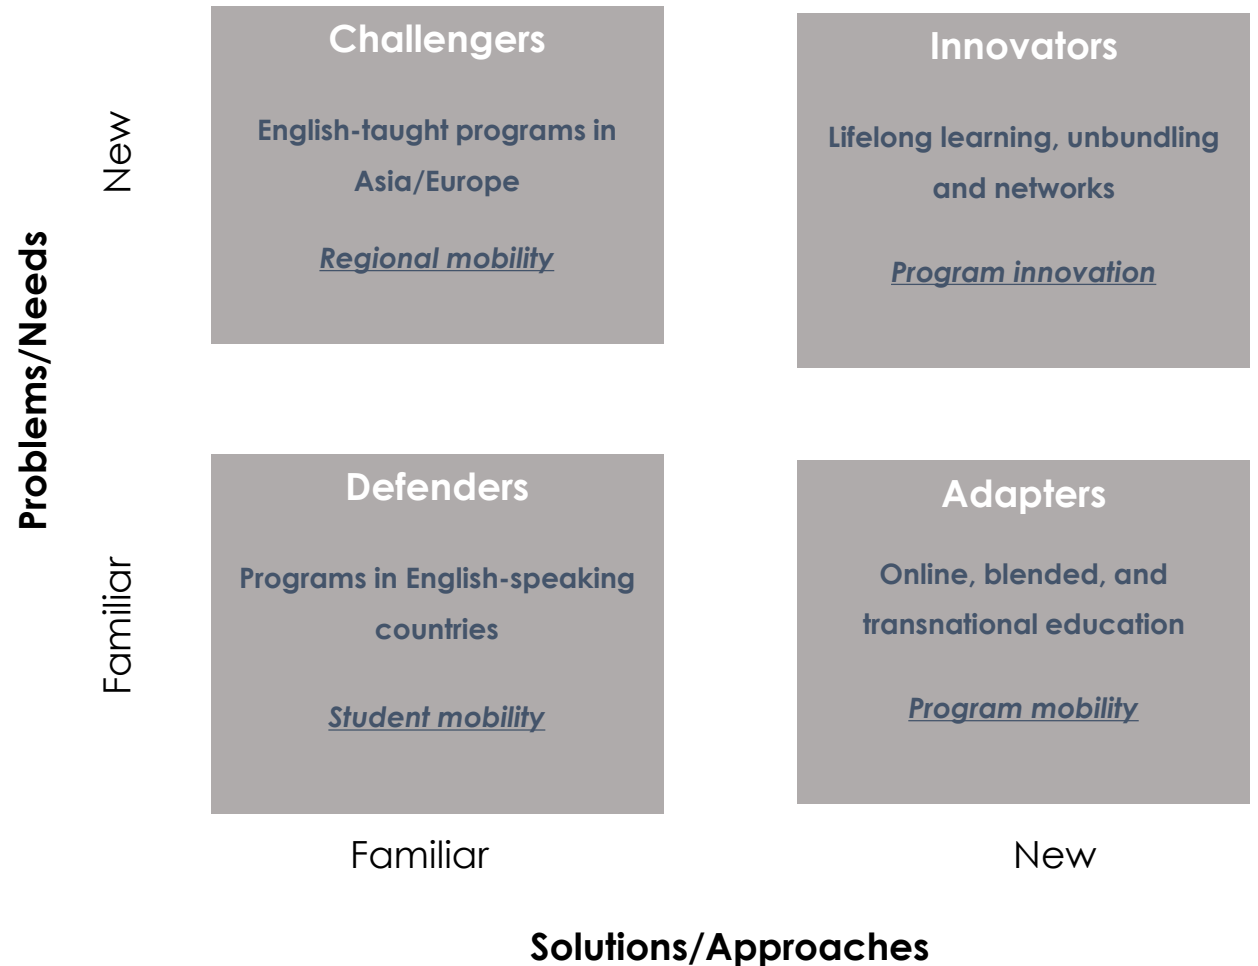 Problems/Needs
New
Challengers
English-taught programs in
Asia/Europe
Regional mobility
Innovators
Lifelong learning, unbundling
and networks
Program innovation
Familiar
Defenders
Programs in English-speaking
countries
Student mobility
Adapters
Online, blended, and
transnational education
Program mobility
Familiar
New
Solutions/Approaches